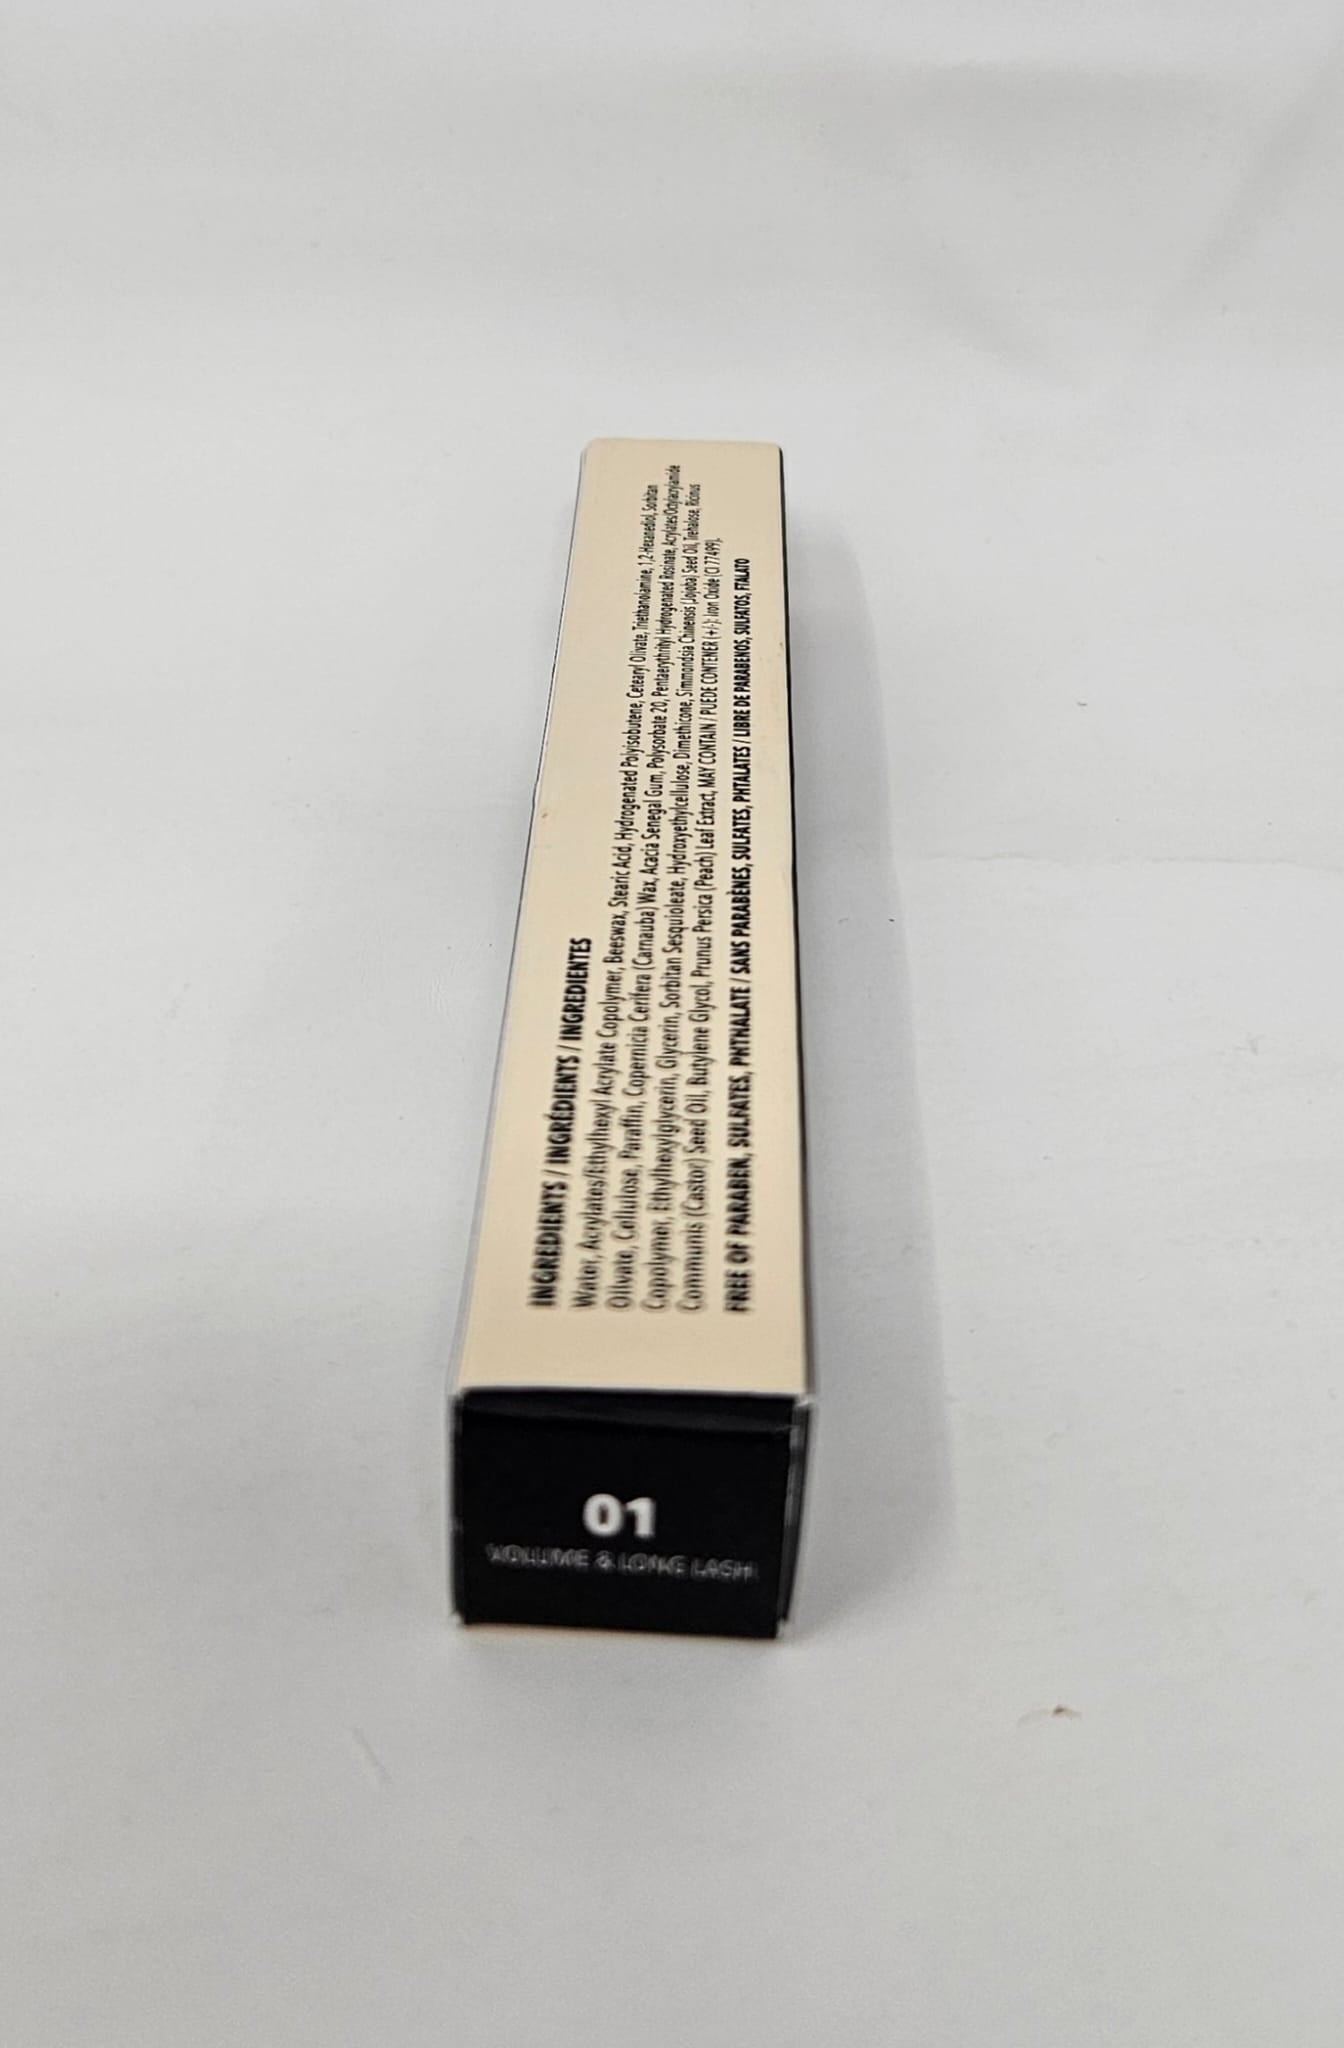 INGREDIENTS / INGRÉDIENTS / INGREDIENTES
Water, Acrylates/Ethylhexyl Acrylate Copolymer, Beeswax, Stearic Acid, Hydrogenated Polyisobutene, Cetearyl Olivate, Triethanolamine, 1,2-Hexanediol, Sorbitan
Olivate, Cellulose, Paraffin, Copernicia Cerifera (Carnauba) Wax, Acacia Senegal Gum, Polysorbate 20, Pentaerythrityl Hydrogenated Rosinate, Acrylates/Octylacrylamide
Copolymer, Ethylhexylglycerin, Glycerin, Sorbitan Sesquioleate, Hydroxyethylcellulose, Dimethicone, Simmondsia Chinensis (Jojoba) Seed Oil, Trehalose, Ricinus
Communis (Castor) Seed Oil, Butylene Glycol, Prunus Persica (Peach) Leaf Extract, MAY CONTAIN / PUEDE CONTENER (+/-): Iron Oxide (CI 77499).
FREE OF PARABEN, SULFATES, PHTHALATE / SANS PARABÈNES, SULFATES, PHTALATES / LIBRE DE PARABENOS, SULFATOS, FTALATO
01
VOLUME & LONG LASH